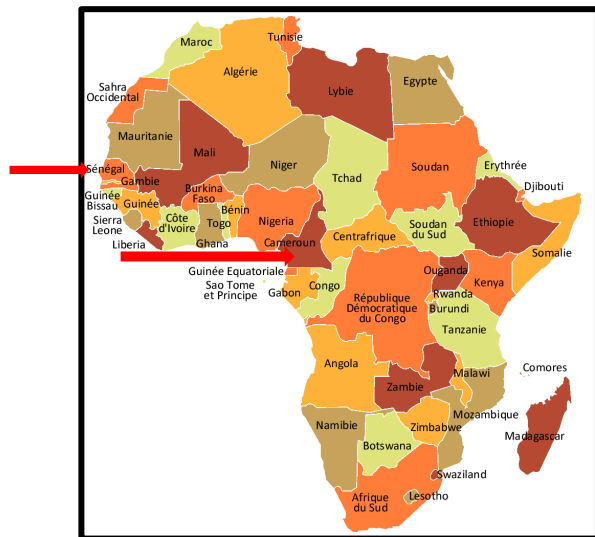 Tunisie
Maroc
Algérie
Lybie
Egypte
Sahra
Occidental
Mauritanie
Mali
Niger
Tchad
Soudan
Erythrée
Sénégal
Gambie
Burkina
Faso
Djibouti
Guinée
Bissau
Guinée
Côte
d'Ivoire
Togo
Bénin
Nigeria
Soudan
du Sud
Ethiopie
Sierra
Leone
Liberia
Ghana
Cameroun
Centrafrique
Somalie
Guinée Equatoriale
Sao Tome
et Principe
Gabon
Congo
République
Démocratique
du Congo
Ouganda
Kenya
Rwanda
Burundi
Tanzanie
Angola
Zambie
Malawi
Comores
Mozambique
Madagascar
Namibie
Zimbabwe
Botswana
Swaziland
Afrique
du Sud
Lesotho